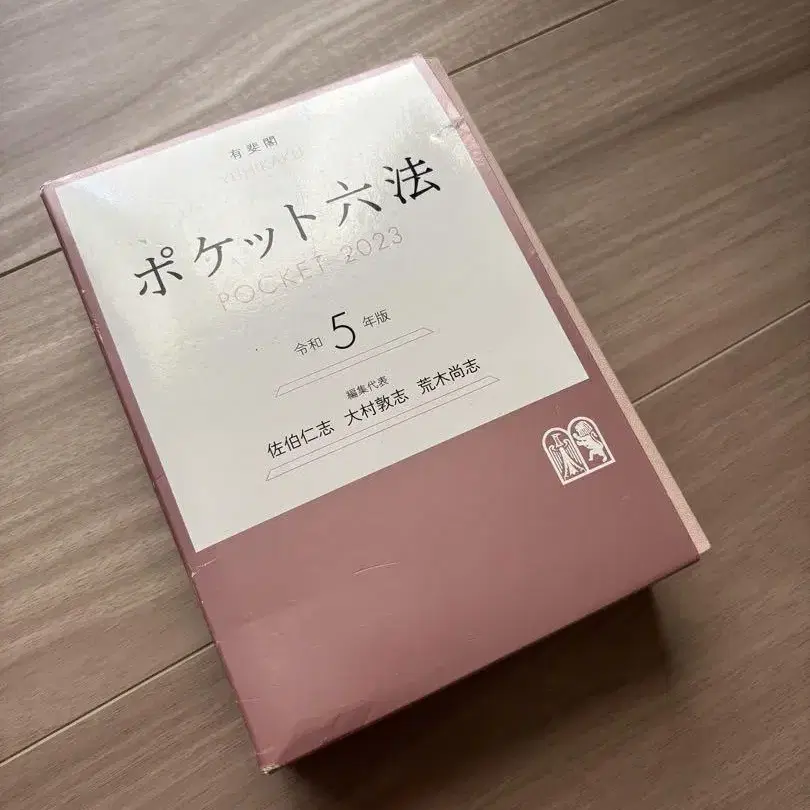 有斐閣
YUHIKAKU
ポケット六法
POCKET 2023
令和5年版
編集代表
佐伯仁志 大村敦志 荒木尚志